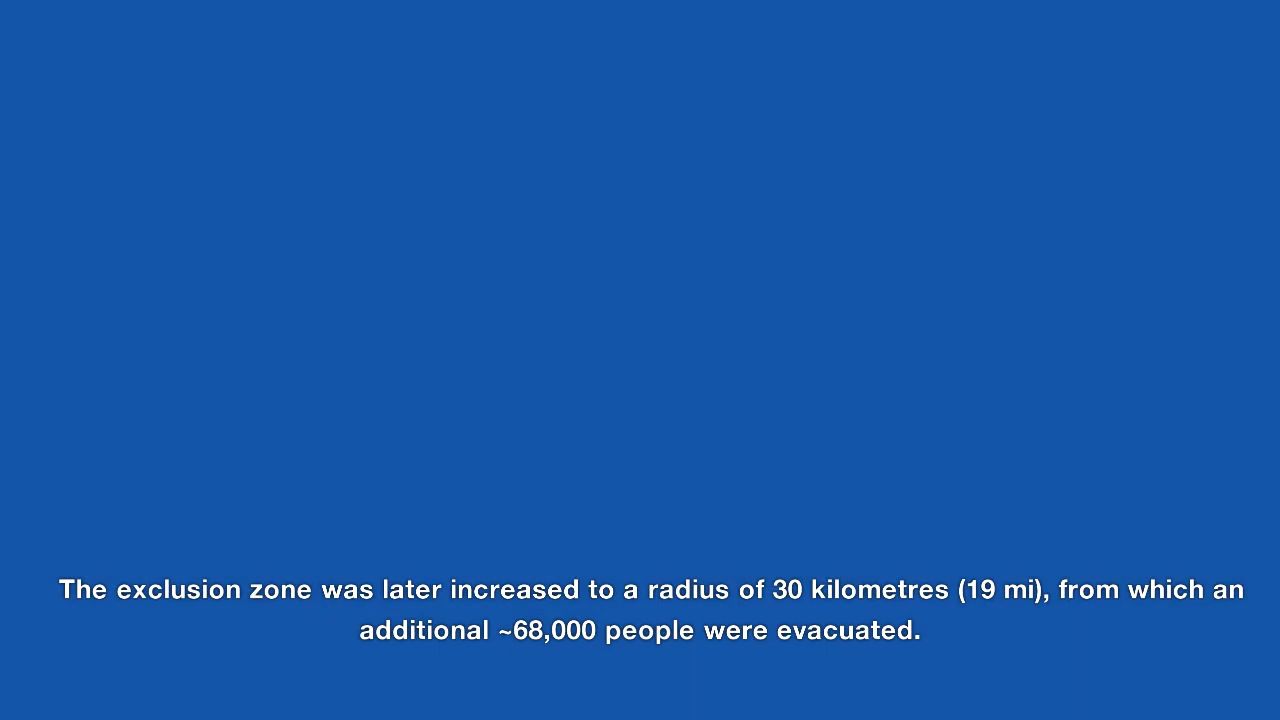 The exclusion zone was later increased to a radius of 30 kilometres (19 mi), from which an
additional ~68,000 people were evacuated.